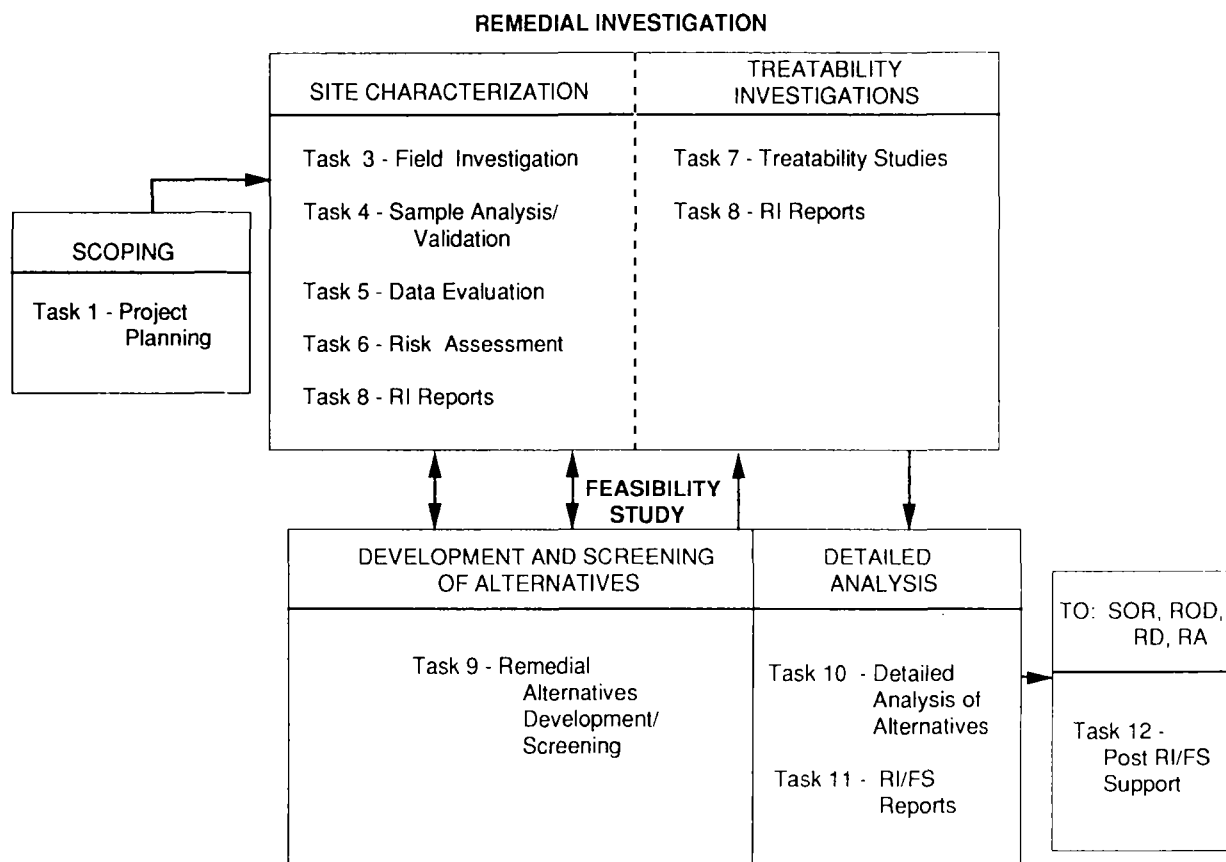 REMEDIAL INVESTIGATION
SITE CHARACTERIZATION
Task 3 - Field Investigation
Task 4 - Sample Analysis/
Validation
Task 5 - Data Evaluation
Task 6 - Risk Assessment
Task 8 - RI Reports
TREATABILITY
INVESTIGATIONS
Task 7 - Treatability Studies
Task 8 - RI Reports
SCOPING
Task 1 - Project
Planning
FEASIBILITY
STUDY
DEVELOPMENT AND SCREENING
OF ALTERNATIVES
Task 9 - Remedial
Alternatives
Development/
Screening
DETAILED
ANALYSIS
Task 10 - Detailed
Analysis of
Alternatives
Task 11 - RI/FS
Reports
TO: SOR, ROD,
RD, RA
Task 12 -
Post RI/FS
Support